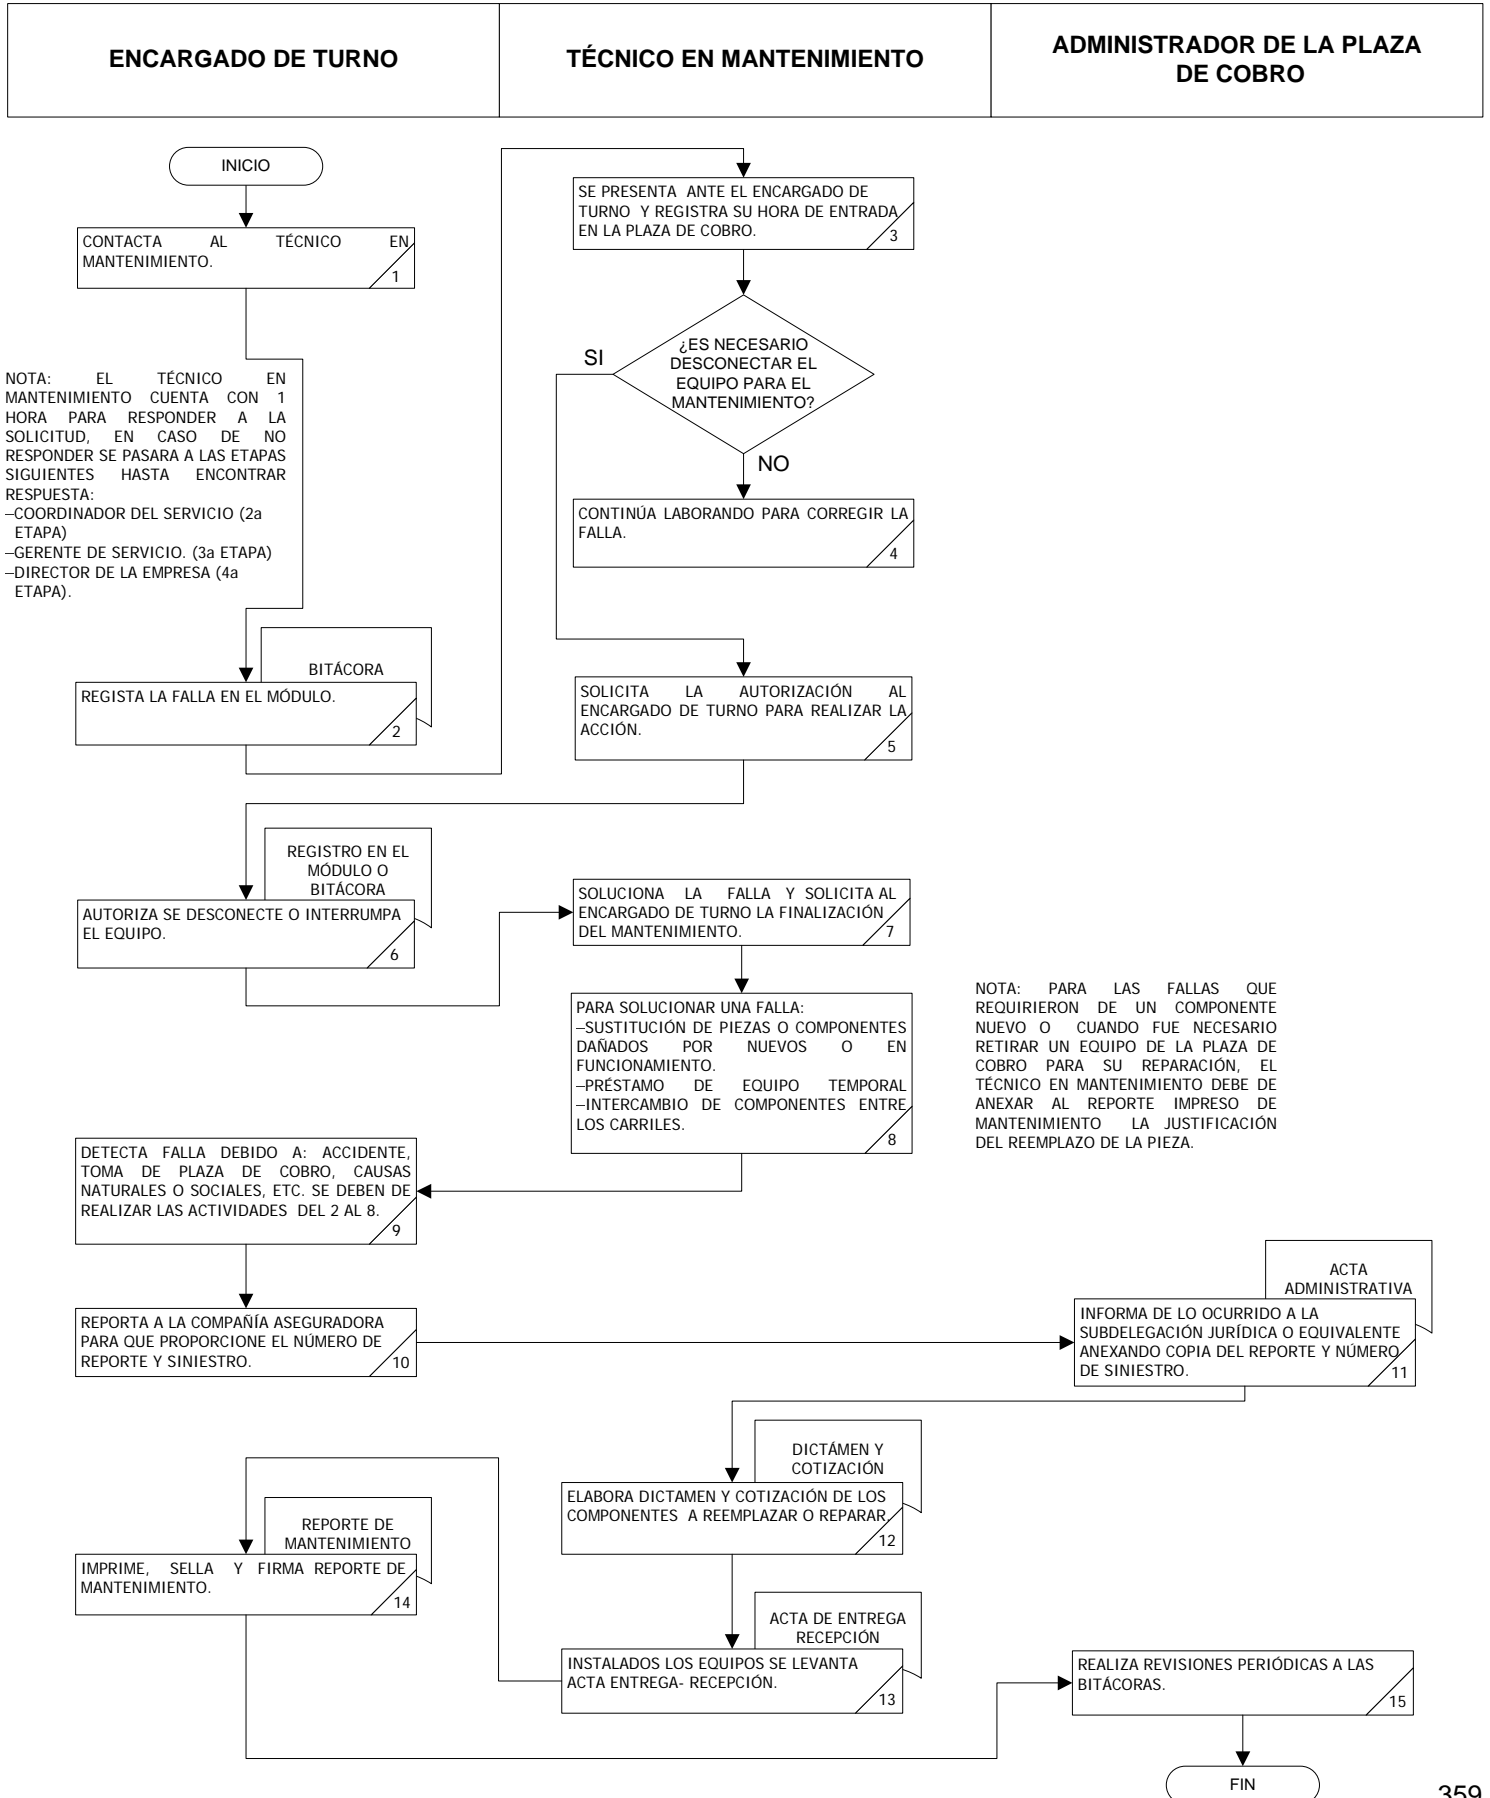 ENCARGADO DE TURNO
TÉCNICO EN MANTENIMIENTO
ADMINISTRADOR DE LA PLAZA
DE COBRO
INICIO
CONTACTA AL TÉCNICO EN
MANTENIMIENTO.
1
NOTA: EL TÉCNICO EN
MANTENIMIENTO CUENTA CON 1
HORA PARA RESPONDER A LA
SOLICITUD, EN CASO DE NO
RESPONDER SE PASARA A LAS ETAPAS
SIGUIENTES HASTA ENCONTRAR
RESPUESTA:
–COORDINADOR DEL SERVICIO (2a
ETAPA)
–GERENTE DE SERVICIO. (3a ETAPA)
–DIRECTOR DE LA EMPRESA (4a
ETAPA).
BITÁCORA
REGISTA LA FALLA EN EL MÓDULO.
2
SE PRESENTA ANTE EL ENCARGADO DE
TURNO Y REGISTRA SU HORA DE ENTRADA
EN LA PLAZA DE COBRO.
3
¿ES NECESARIO
DESCONECTAR EL
EQUIPO PARA EL
MANTENIMIENTO?
SI
NO
CONTINÚA LABORANDO PARA CORREGIR LA
FALLA.
4
SOLICITA LA AUTORIZACIÓN AL
ENCARGADO DE TURNO PARA REALIZAR LA
ACCIÓN.
5
REGISTRO EN EL
MÓDULO O
BITÁCORA
AUTORIZA SE DESCONECTE O INTERRUMPA
EL EQUIPO.
6
SOLUCIONA LA FALLA Y SOLICITA AL
ENCARGADO DE TURNO LA FINALIZACIÓN
DEL MANTENIMIENTO.
7
PARA SOLUCIONAR UNA FALLA:
–SUSTITUCIÓN DE PIEZAS O COMPONENTES
DAÑADOS POR NUEVOS O EN
FUNCIONAMIENTO.
–PRÉSTAMO DE EQUIPO TEMPORAL
–INTERCAMBIO DE COMPONENTES ENTRE
LOS CARRILES.
8
NOTA: PARA LAS FALLAS QUE
REQUIRIERON DE UN COMPONENTE
NUEVO O CUANDO FUE NECESARIO
RETIRAR UN EQUIPO DE LA PLAZA DE
COBRO PARA SU REPARACIÓN, EL
TÉCNICO EN MANTENIMIENTO DEBE DE
ANEXAR AL REPORTE IMPRESO DE
MANTENIMIENTO LA JUSTIFICACIÓN
DEL REEMPLAZO DE LA PIEZA.
DETECTA FALLA DEBIDO A: ACCIDENTE,
TOMA DE PLAZA DE COBRO, CAUSAS
NATURALES O SOCIALES, ETC. SE DEBEN DE
REALIZAR LAS ACTIVIDADES DEL 2 AL 8.
9
REPORTA A LA COMPAÑÍA ASEGURADORA
PARA QUE PROPORCIONE EL NÚMERO DE
REPORTE Y SINIESTRO.
10
ACTA
ADMINISTRATIVA
INFORMA DE LO OCURRIDO A LA
SUBDELEGACIÓN JURÍDICA O EQUIVALENTE
ANEXANDO COPIA DEL REPORTE Y NÚMERO
DE SINIESTRO.
11
DICTÁMEN Y
COTIZACIÓN
ELABORA DICTAMEN Y COTIZACIÓN DE LOS
COMPONENTES A REEMPLAZAR O REPARAR.
12
ACTA DE ENTREGA
RECEPCIÓN
INSTALADOS LOS EQUIPOS SE LEVANTA
ACTA ENTREGA- RECEPCIÓN.
13
REPORTE DE
MANTENIMIENTO
IMPRIME, SELLA Y FIRMA REPORTE DE
MANTENIMIENTO.
14
REALIZA REVISIONES PERIÓDICAS A LAS
BITÁCORAS.
15
FIN
359